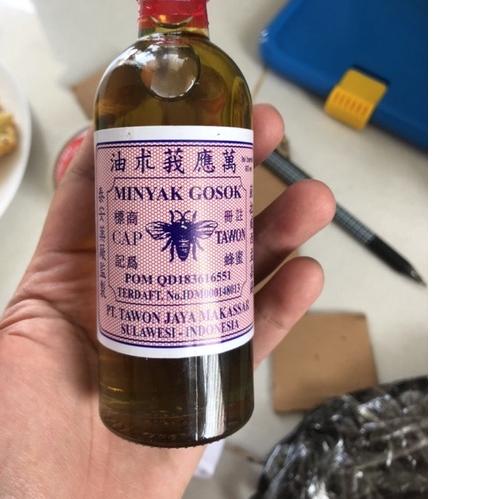 油朮莪應萬
MINYAK GOSOK
標商 冊註
CAP TAWON
記爲 蜂蜜
POM QD183616551
TERDAFT. No.IDM000148013
PT. TAWON JAYA MAKASSAR
SULAWESI - INDONESIA